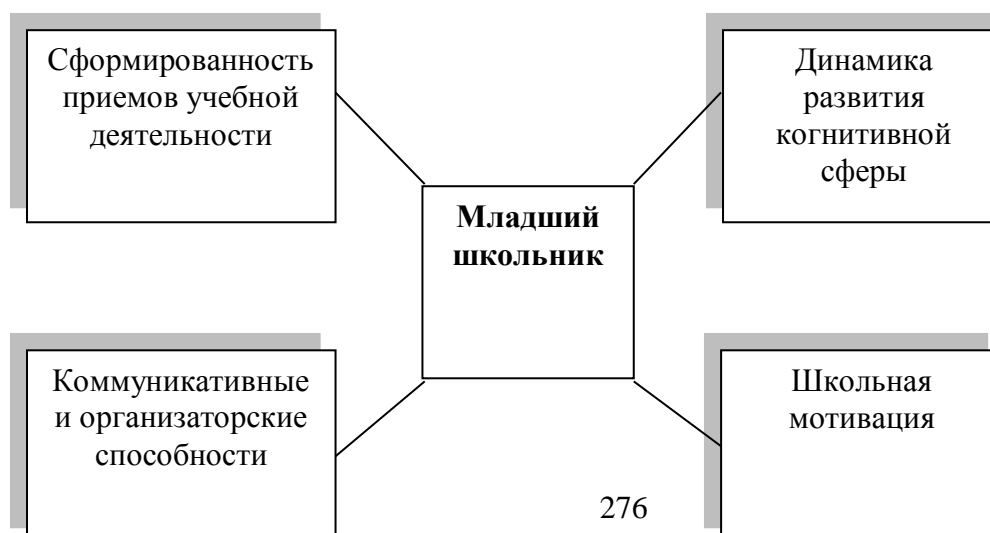 Сформированность
приемов учебной
деятельности
Динамика
развития
когнитивной
сферы
Младший
школьник
Коммуникативные
и организаторские
способности
Школьная
мотивация
276